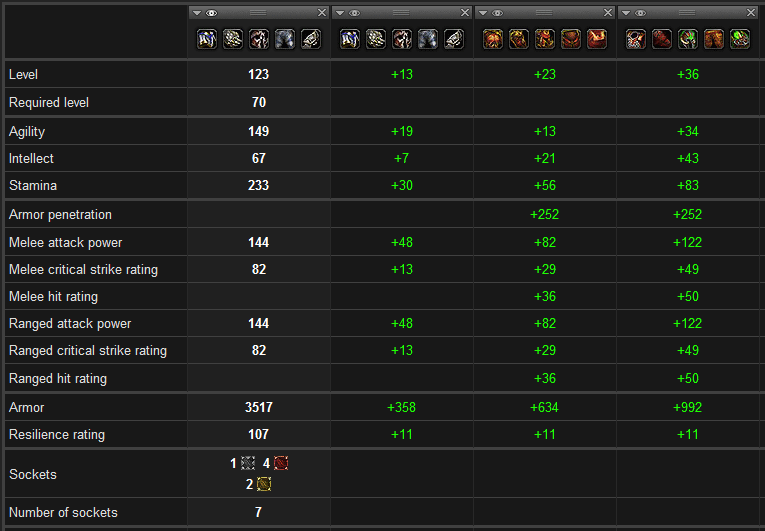 Level 123 +13 +23 +36
Required level 70
Agility 149 +19 +13 +34
Intellect 67 +7 +21 +43
Stamina 233 +30 +56 +83
Armor penetration +252 +252
Melee attack power 144 +48 +82 +122
Melee critical strike rating 82 +13 +29 +49
Melee hit rating +36 +50
Ranged attack power 144 +48 +82 +122
Ranged critical strike rating 82 +13 +29 +49
Ranged hit rating +36 +50
Armor 3517 +358 +634 +992
Resilience rating 107 +11 +11 +11
Sockets 1 4
2
Number of sockets 7